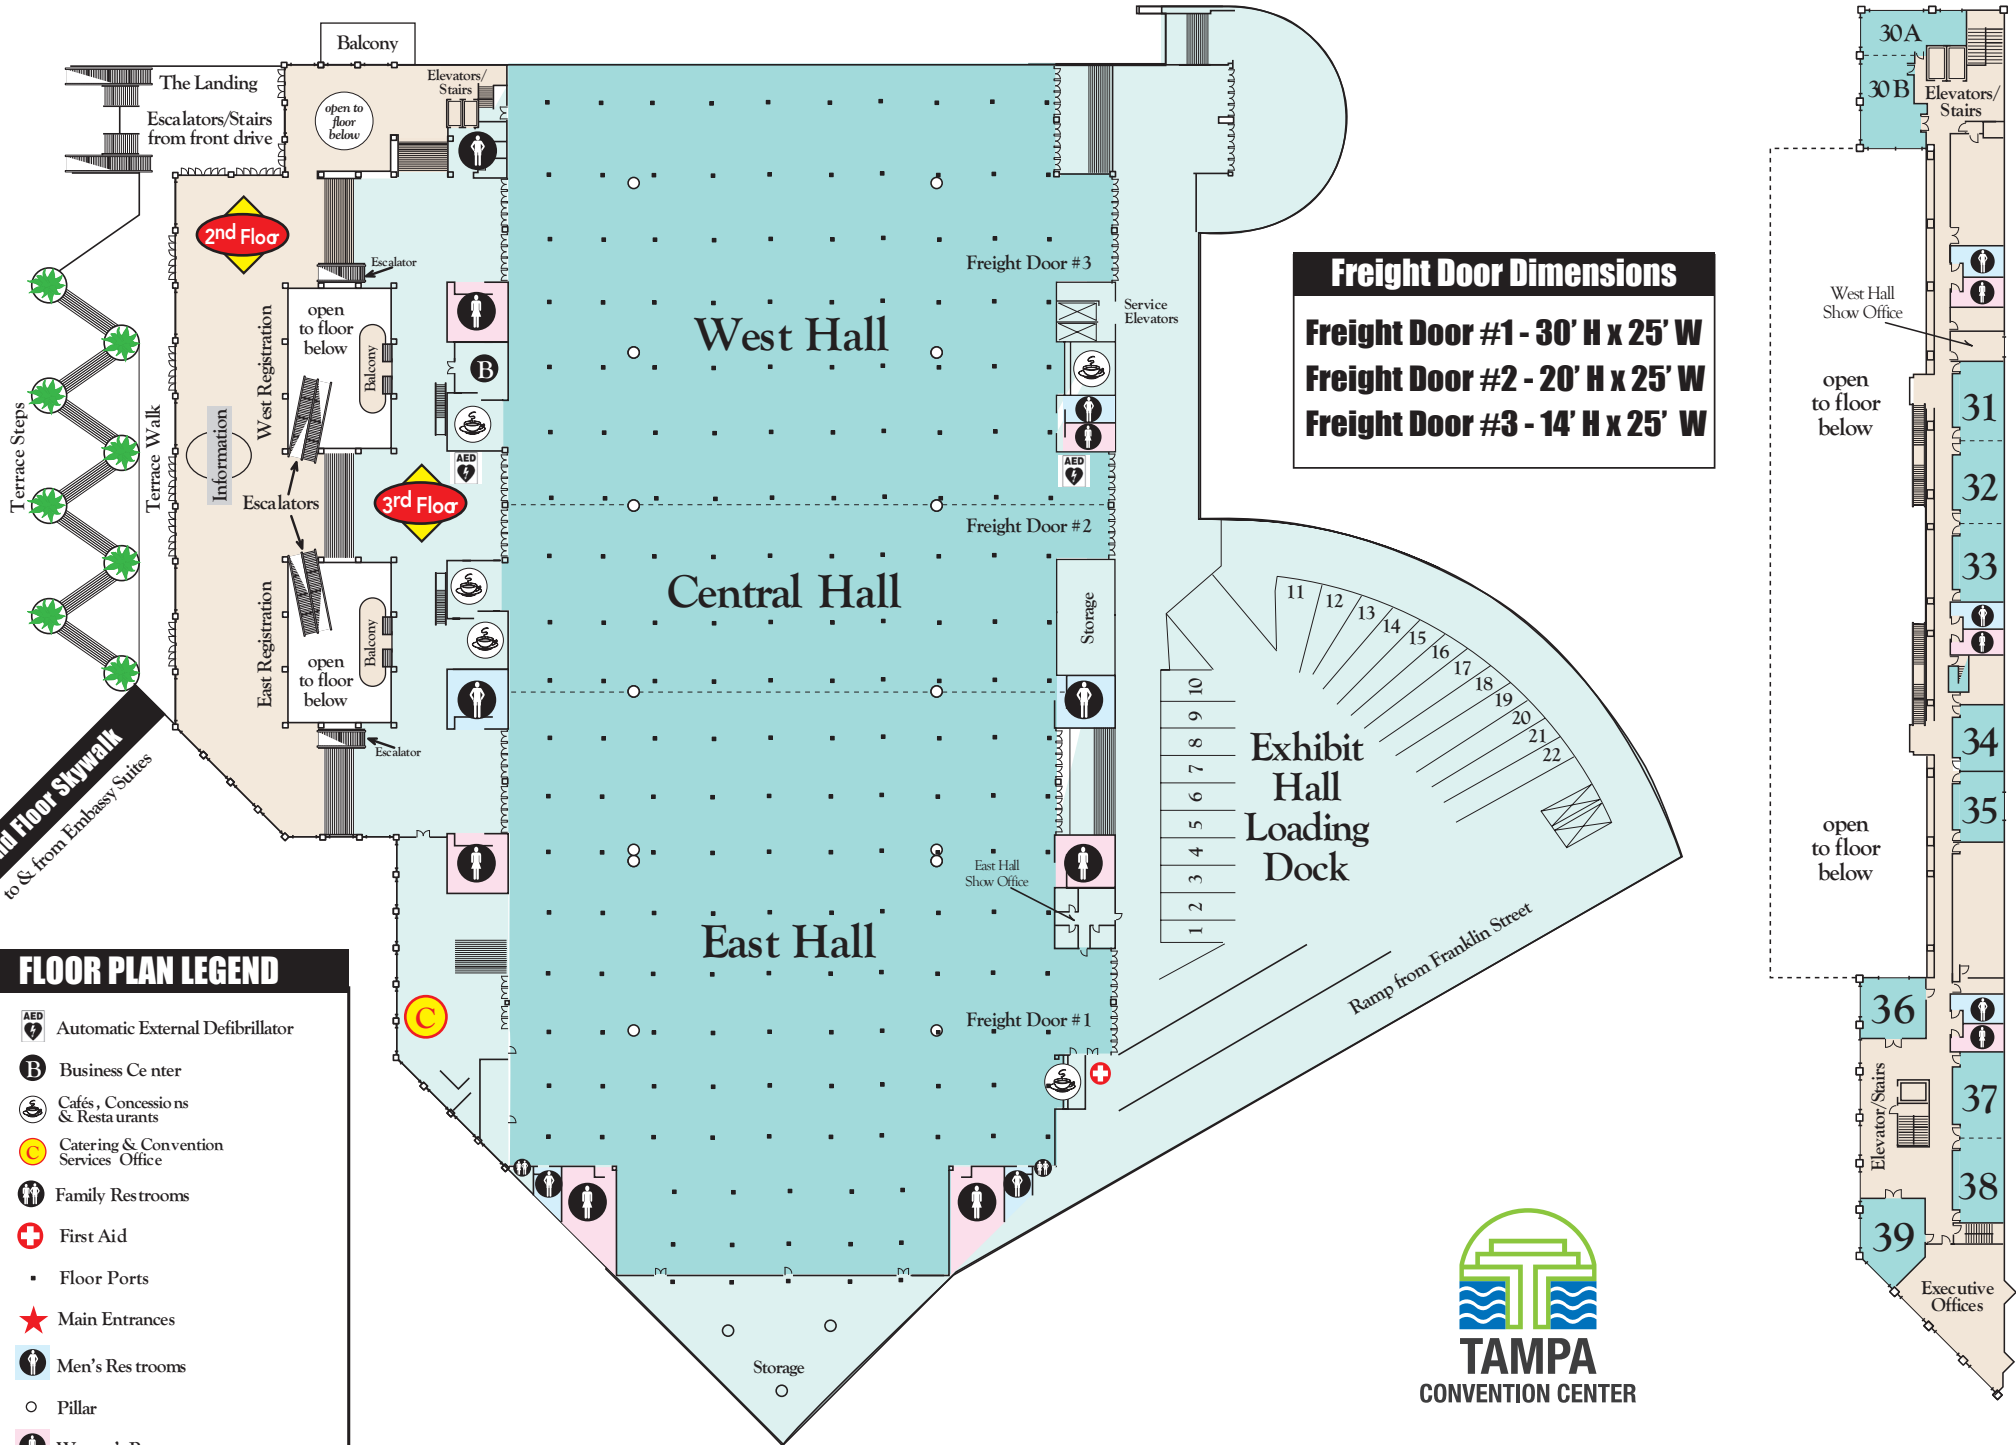 Balcony
The Landing
Escalators/Stairs
from front drive
open to
floor
below
Elevators/
Stairs
2nd Floor
Escalator
West Registration
open
to floor
below
Balcony
B
Information
Terrace Steps
Terrace Walk
Escalators
AED
3rd Floor
East Registration
open
to floor
below
Balcony
Escalator
Floor Skywalk
to & from Embassy Suites
C
West Hall
Central Hall
East Hall
Freight Door #3
Freight Door #2
Freight Door #1
Service
Elevators
AED
Storage
East Hall
Show Office
Storage
Freight Door Dimensions
Freight Door #1 - 30' H x 25' W
Freight Door #2 - 20' H x 25' W
Freight Door #3 - 14' H x 25' W
11
12
13
14
15
16
17
18
19
20
21
22
10
9
8
7
6
5
4
3
2
1
Exhibit
Hall
Loading
Dock
Ramp from Franklin Street
FLOOR PLAN LEGEND
AED
Automatic External Defibrillator
B
Business Center
Cafés, Concessions
& Restaurants
C
Catering & Convention
Services Office
Family Restrooms
First Aid
Floor Ports
Main Entrances
Men's Restrooms
Pillar
TAMPA
CONVENTION CENTER
30A
30B
Elevators/
Stairs
West Hall
Show Office
open
to floor
below
31
32
33
34
35
open
to floor
below
36
Elevator/Stairs
37
38
39
Executive
Offices